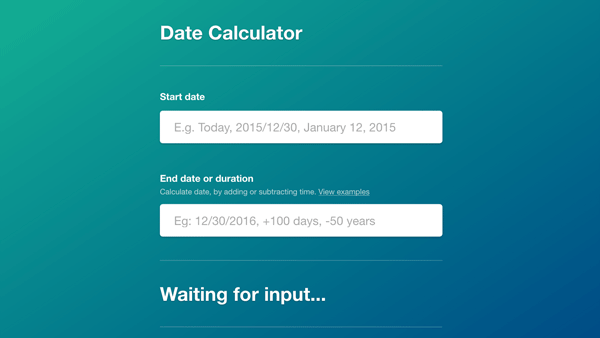 Date Calculator
Start date
E.g. Today, 2015/12/30, January 12, 2015
End date or duration
Calculate date, by adding or subtracting time. View examples
Eg: 12/30/2016, +100 days, -50 years
Waiting for input...